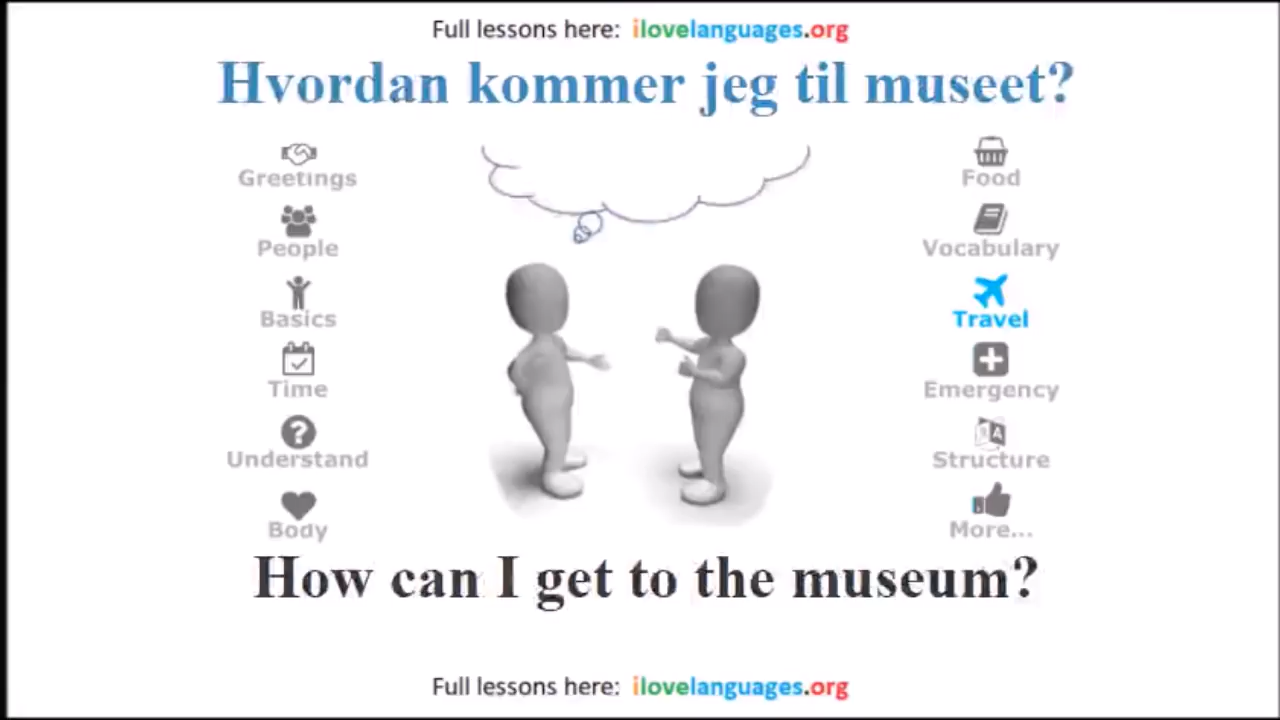 Full lessons here: ilovelanguages.org
Hvordan kommer jeg til museet?
Greetings
Food
People
Vocabulary
Basics
Travel
Time
Emergency
Understand
Structure
Body
More...
How can I get to the museum?
Full lessons here: ilovelanguages.org